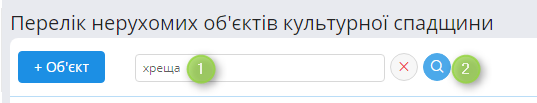 Перелік нерухомих об'єктів культурної спадщини
+ Об'єкт хреща 1 2